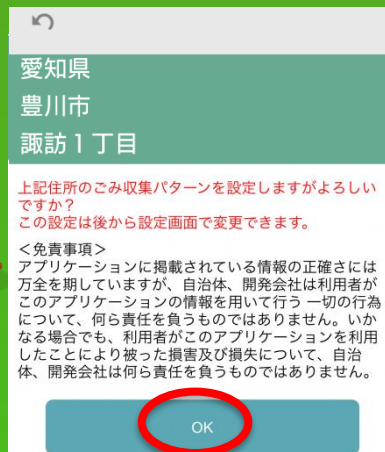 愛知県
豊川市
諏訪1丁目
上記住所のごみ収集パターンを設定しますがよろしい
ですか?
この設定は後から設定画面で変更できます。
<免責事項>
アプリケーションに掲載されている情報の正確さには
万全を期していますが、自治体、開発会社は利用者が
このアプリケーションの情報を用いて行う 一切の行為
について、何ら責任を負うものではありません。いか
なる場合でも、利用者がこのアプリケーションを利用
したことにより被った損害及び損失について、自治
体、開発会社は何ら責任を負うものではありません。
OK